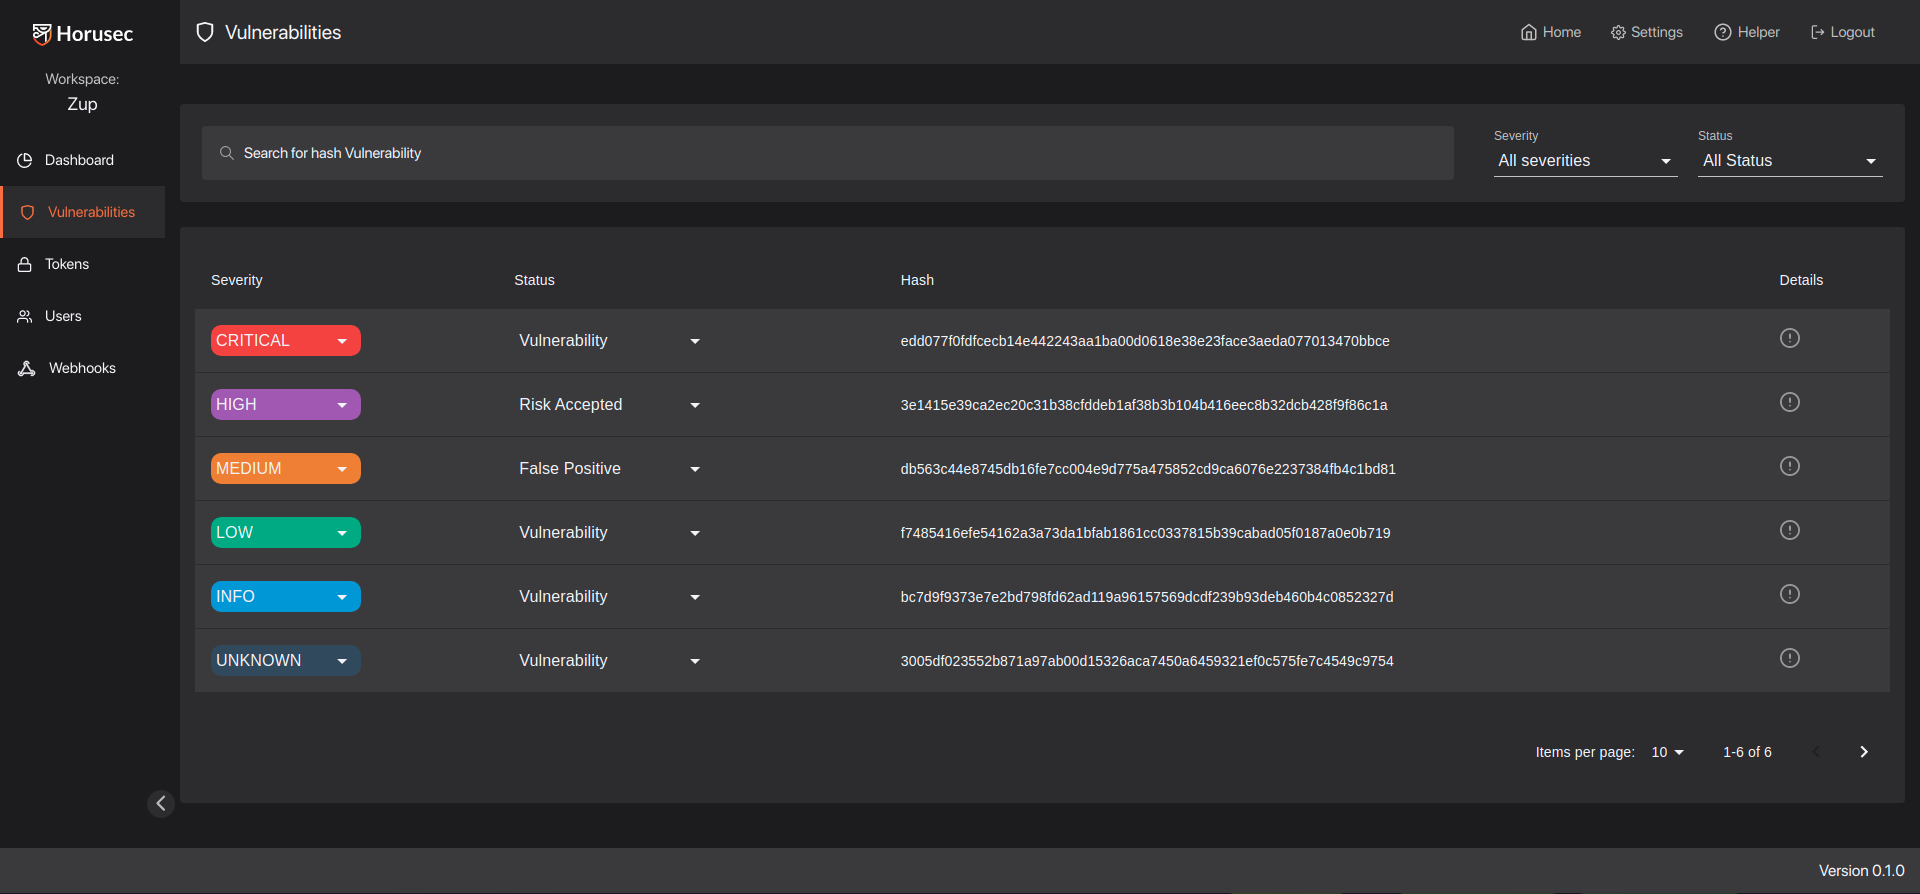 Horusec
Workspace:
Zup
Dashboard
Vulnerabilities
Tokens
Users
Webhooks
Vulnerabilities
Home Settings Helper Logout
Search for hash Vulnerability
Severity
All severities
Status
All Status
Severity Status Hash Details
CRITICAL Vulnerability edd077f0fdfcecb14e442243aa1ba00d0618e38e23face3aeda077013470bbce
HIGH Risk Accepted 3e1415e39ca2ec20c31b38cfddeb1af38b3b104b416eec8b32dcb428f9f86c1a
MEDIUM False Positive db563c44e8745db16fe7cc004e9d775a475852cd9ca6076e2237384fb4c1bd81
LOW Vulnerability f7485416efe54162a3a73da1bfab1861cc0337815b39cabad05f0187a0e0b719
INFO Vulnerability bc7d9f9373e7e2bd798fd62ad119a96157569dcdf239b93deb460b4c0852327d
UNKNOWN Vulnerability 3005df023552b871a97ab00d15326aca7450a6459321ef0c575fe7c4549c9754
Items per page: 10 1-6 of 6
Version 0.1.0